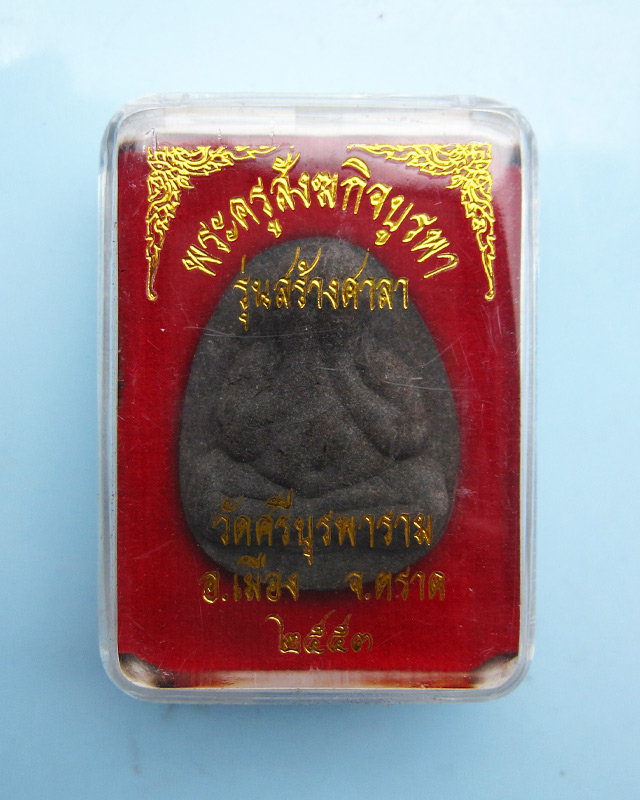 พระครูสังฆกิจบูรพา
รุ่นสร้างศาลา
วัดศรีบูรพาราม
อ.เมือง จ.ตราด
๒๕๕๓